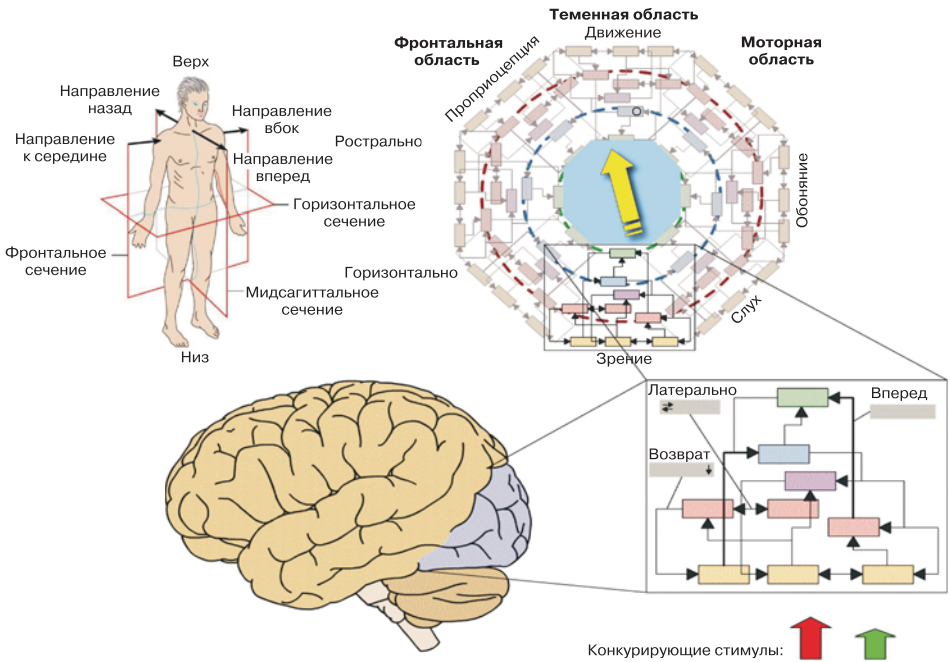 Верх
Направление
назад
Направление
к середине
Направление
вбок
Направление
вперед
Горизонтальное
сечение
Фронтальное
сечение
Мидсагиттальное
сечение
Низ
Рострально
Горизонтально
Теменная область
Движение
Фронтальная
область
Моторная
область
Проприоцепция
Обоняние
Слух
Зрение
Латерально
Вперед
Возврат
Конкурирующие стимулы: